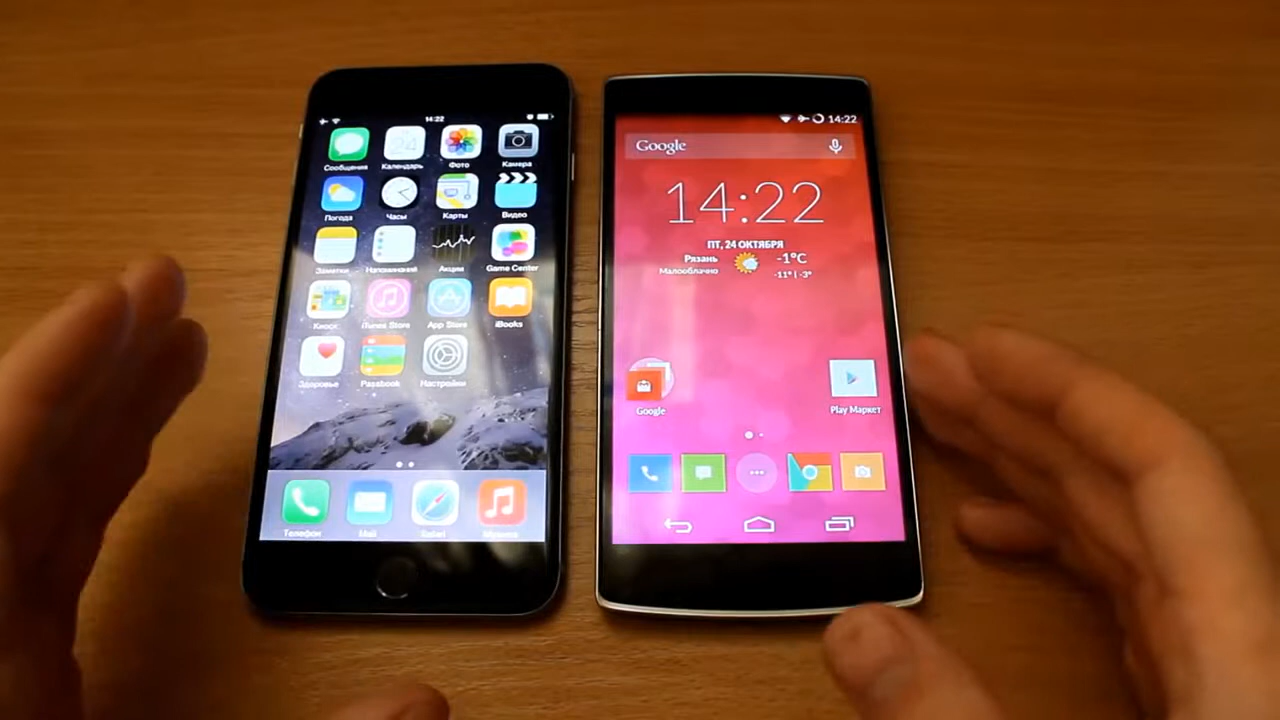 14:22
Сообщения Календарь Фото Камера
Погода Часы Карты Видео
Заметки Напоминания Акции Game Center
Киоск iTunes Store App Store iBooks
Здоровье Passbook Настройки
Телефон Mail Safari Музыка
14:22
Google
14:22
ПТ, 24 ОКТЯБРЯ
Рязань -1°C
Малооблачно -11° | -3°
Google Play Маркет